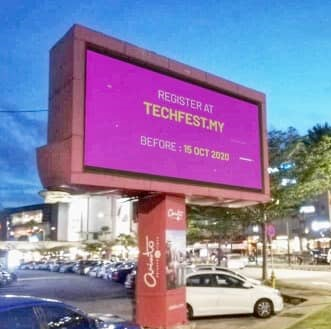 REGISTER AT
TECHFEST.MY
BEFORE : 15 OCT 2020